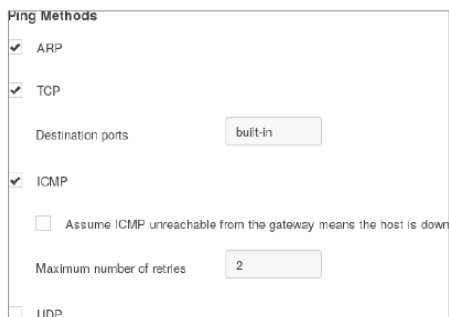 Ping Methods
ARP
TCP
Destination ports built-in
ICMP
Assume ICMP unreachable from the gateway means the host is down
Maximum number of retries 2
UDP